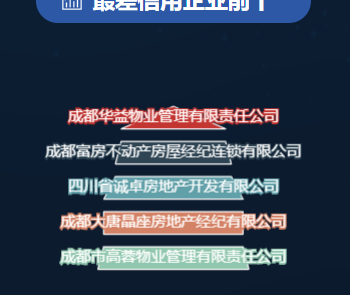 最差信用企业前十
成都华益物业管理有限责任公司
成都富房不动产房屋经纪连锁有限公司
四川省诚卓房地产开发有限公司
成都大唐晶座房地产经纪有限公司
成都市高蓉物业管理有限责任公司